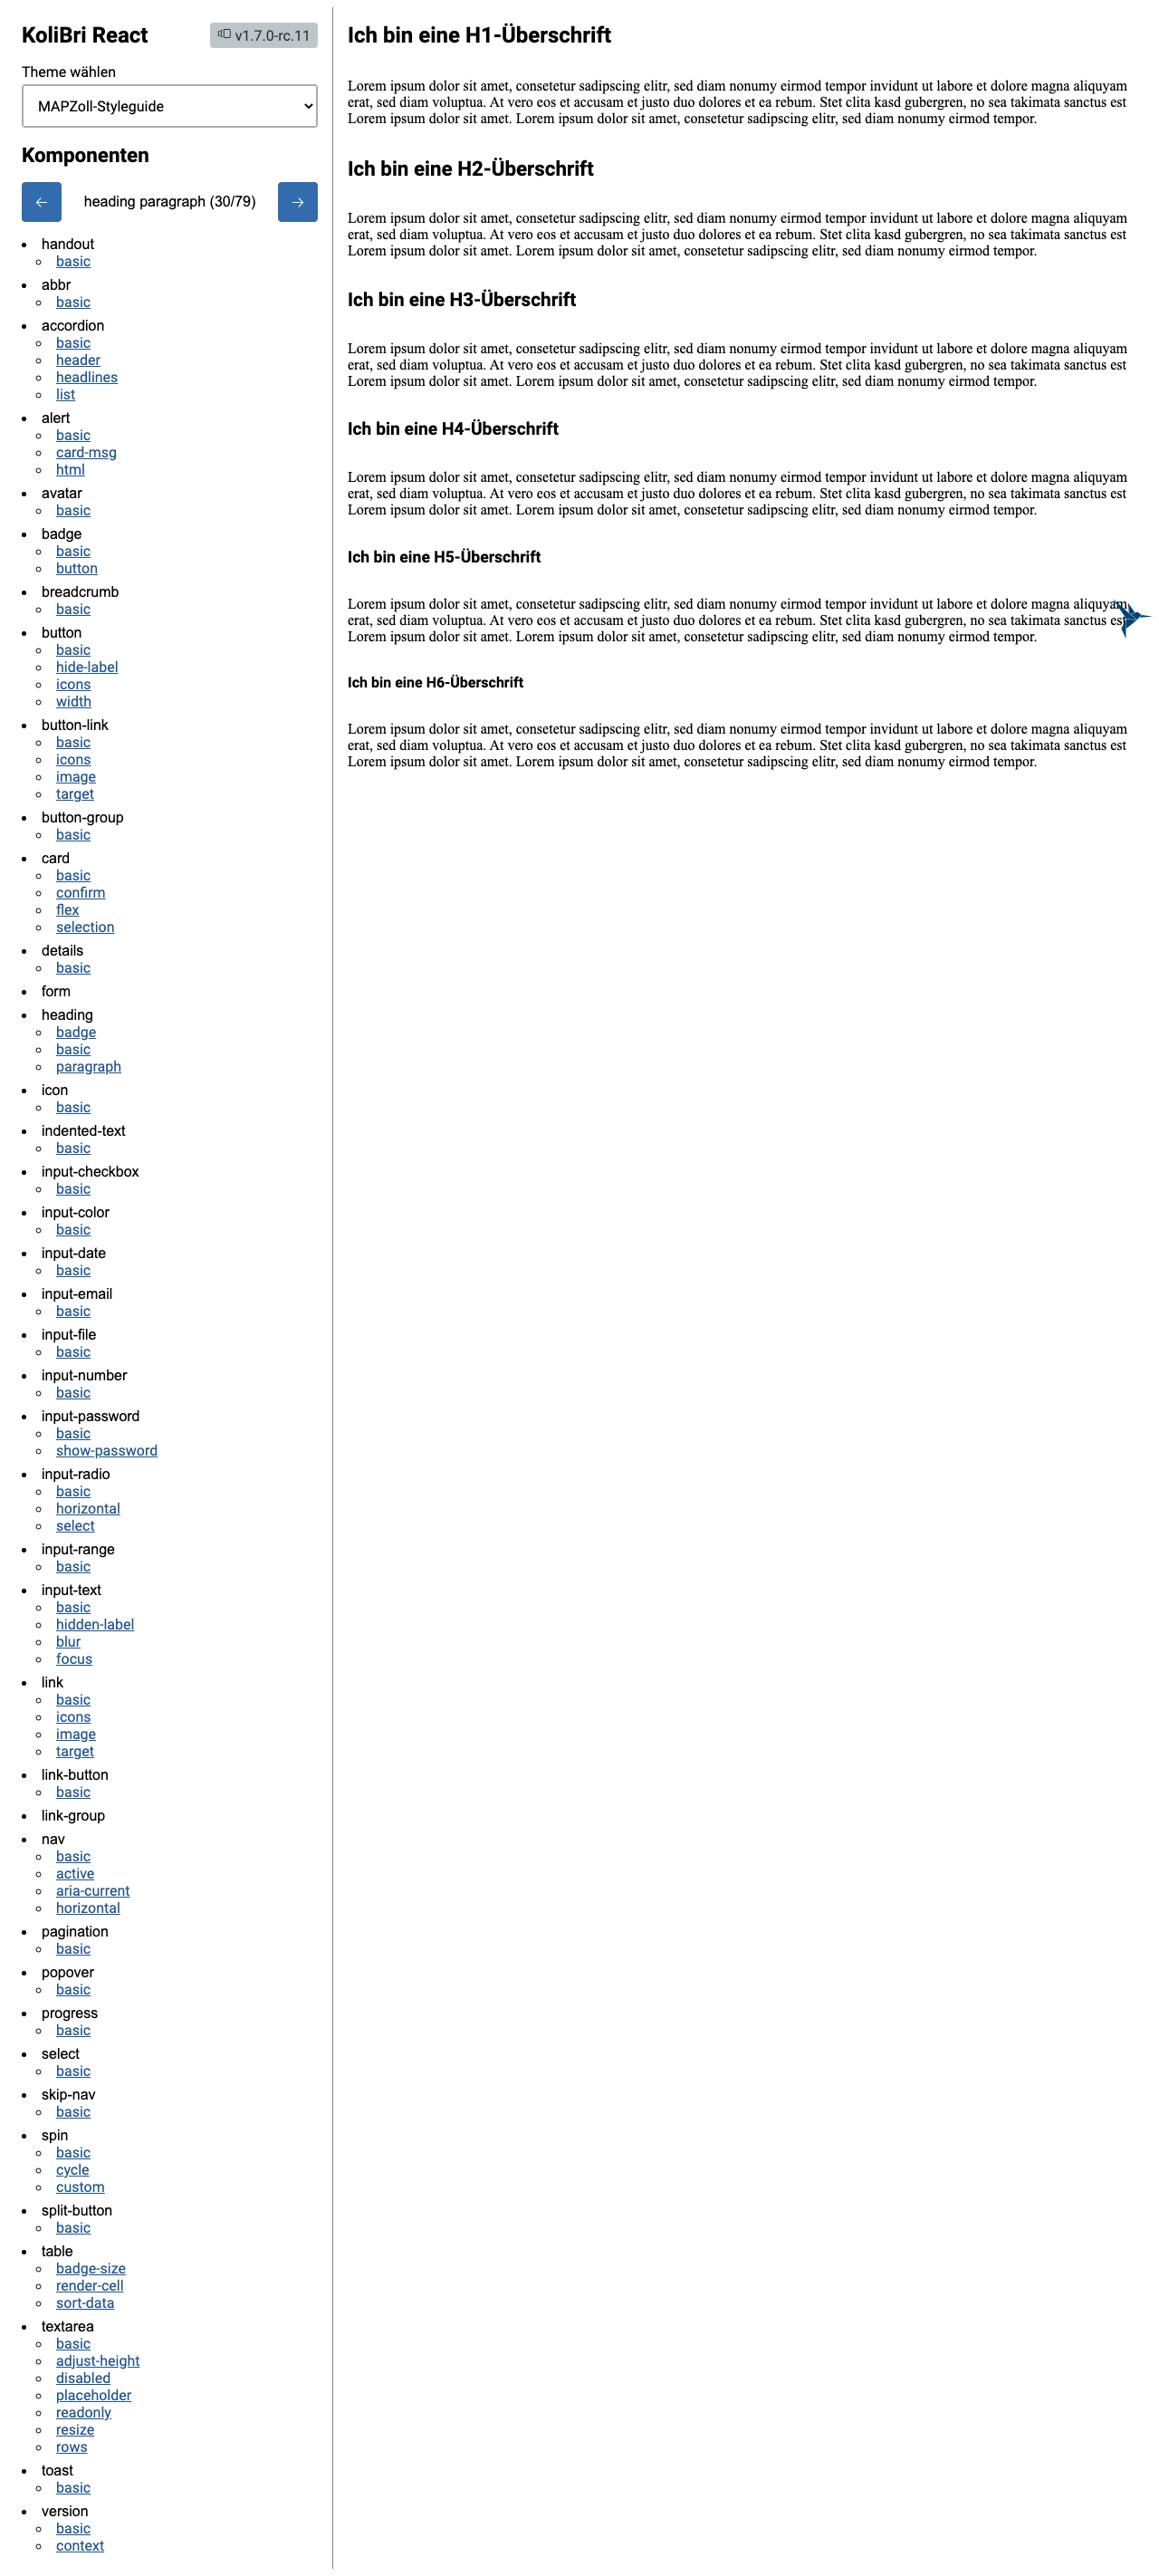 KoliBri React
v1.7.0-rc.11
Theme wählen
MAPZoll-Styleguide
Komponenten
heading paragraph (30/79)
handout
basic
abbr
basic
accordion
basic
header
headlines
list
alert
basic
card-msg
html
avatar
basic
badge
basic
button
breadcrumb
basic
button
basic
hide-label
icons
width
button-link
basic
icons
image
target
button-group
basic
card
basic
confirm
flex
selection
details
basic
form
heading
badge
basic
paragraph
icon
basic
indented-text
basic
input-checkbox
basic
input-color
basic
input-date
basic
input-email
basic
input-file
basic
input-number
basic
input-password
basic
show-password
input-radio
basic
horizontal
select
input-range
basic
input-text
basic
hidden-label
blur
focus
link
basic
icons
image
target
link-button
basic
link-group
nav
basic
active
aria-current
horizontal
pagination
basic
popover
basic
progress
basic
select
basic
skip-nav
basic
spin
basic
cycle
custom
split-button
basic
table
badge-size
render-cell
sort-data
textarea
basic
adjust-height
disabled
placeholder
readonly
resize
rows
toast
basic
version
basic
context
Ich bin eine H1-Überschrift
Lorem ipsum dolor sit amet, consetetur sadipscing elitr, sed diam nonumy eirmod tempor invidunt ut labore et dolore magna aliquyam
erat, sed diam voluptua. At vero eos et accusam et justo duo dolores et ea rebum. Stet clita kasd gubergren, no sea takimata sanctus est
Lorem ipsum dolor sit amet. Lorem ipsum dolor sit amet, consetetur sadipscing elitr, sed diam nonumy eirmod tempor.
Ich bin eine H2-Überschrift
Lorem ipsum dolor sit amet, consetetur sadipscing elitr, sed diam nonumy eirmod tempor invidunt ut labore et dolore magna aliquyam
erat, sed diam voluptua. At vero eos et accusam et justo duo dolores et ea rebum. Stet clita kasd gubergren, no sea takimata sanctus est
Lorem ipsum dolor sit amet. Lorem ipsum dolor sit amet, consetetur sadipscing elitr, sed diam nonumy eirmod tempor.
Ich bin eine H3-Überschrift
Lorem ipsum dolor sit amet, consetetur sadipscing elitr, sed diam nonumy eirmod tempor invidunt ut labore et dolore magna aliquyam
erat, sed diam voluptua. At vero eos et accusam et justo duo dolores et ea rebum. Stet clita kasd gubergren, no sea takimata sanctus est
Lorem ipsum dolor sit amet. Lorem ipsum dolor sit amet, consetetur sadipscing elitr, sed diam nonumy eirmod tempor.
Ich bin eine H4-Überschrift
Lorem ipsum dolor sit amet, consetetur sadipscing elitr, sed diam nonumy eirmod tempor invidunt ut labore et dolore magna aliquyam
erat, sed diam voluptua. At vero eos et accusam et justo duo dolores et ea rebum. Stet clita kasd gubergren, no sea takimata sanctus est
Lorem ipsum dolor sit amet. Lorem ipsum dolor sit amet, consetetur sadipscing elitr, sed diam nonumy eirmod tempor.
Ich bin eine H5-Überschrift
Lorem ipsum dolor sit amet, consetetur sadipscing elitr, sed diam nonumy eirmod tempor invidunt ut labore et dolore magna aliquyam
erat, sed diam voluptua. At vero eos et accusam et justo duo dolores et ea rebum. Stet clita kasd gubergren, no sea takimata sanctus est
Lorem ipsum dolor sit amet. Lorem ipsum dolor sit amet, consetetur sadipscing elitr, sed diam nonumy eirmod tempor.
Ich bin eine H6-Überschrift
Lorem ipsum dolor sit amet, consetetur sadipscing elitr, sed diam nonumy eirmod tempor invidunt ut labore et dolore magna aliquyam
erat, sed diam voluptua. At vero eos et accusam et justo duo dolores et ea rebum. Stet clita kasd gubergren, no sea takimata sanctus est
Lorem ipsum dolor sit amet. Lorem ipsum dolor sit amet, consetetur sadipscing elitr, sed diam nonumy eirmod tempor.